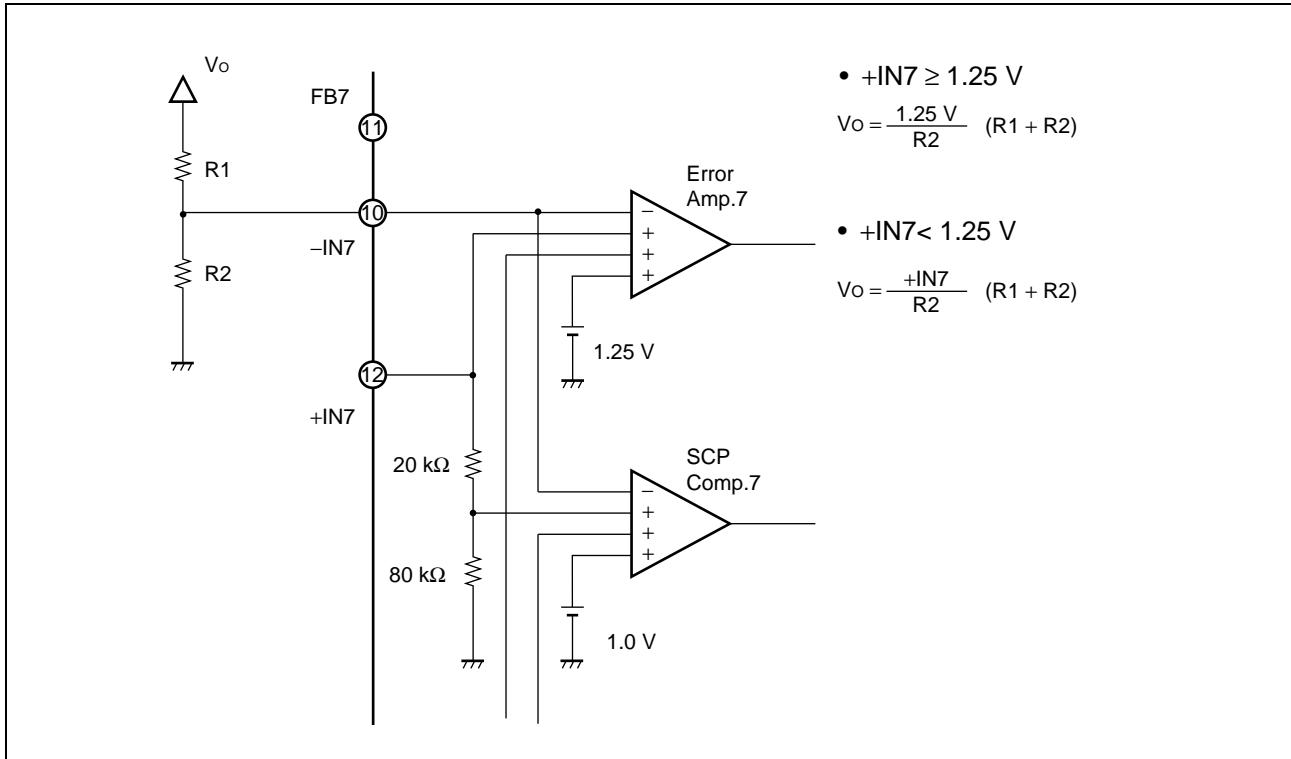 Vo
FB7
11
R1
10
−IN7
R2
12
+IN7
20 kΩ
80 kΩ
Error
Amp.7
−
+
+
+
1.25 V
SCP
Comp.7
−
+
+
+
1.0 V
• +IN7 ≥ 1.25 V
Vo = 1.25 V / R2 (R1 + R2)
• +IN7< 1.25 V
Vo = +IN7 / R2 (R1 + R2)